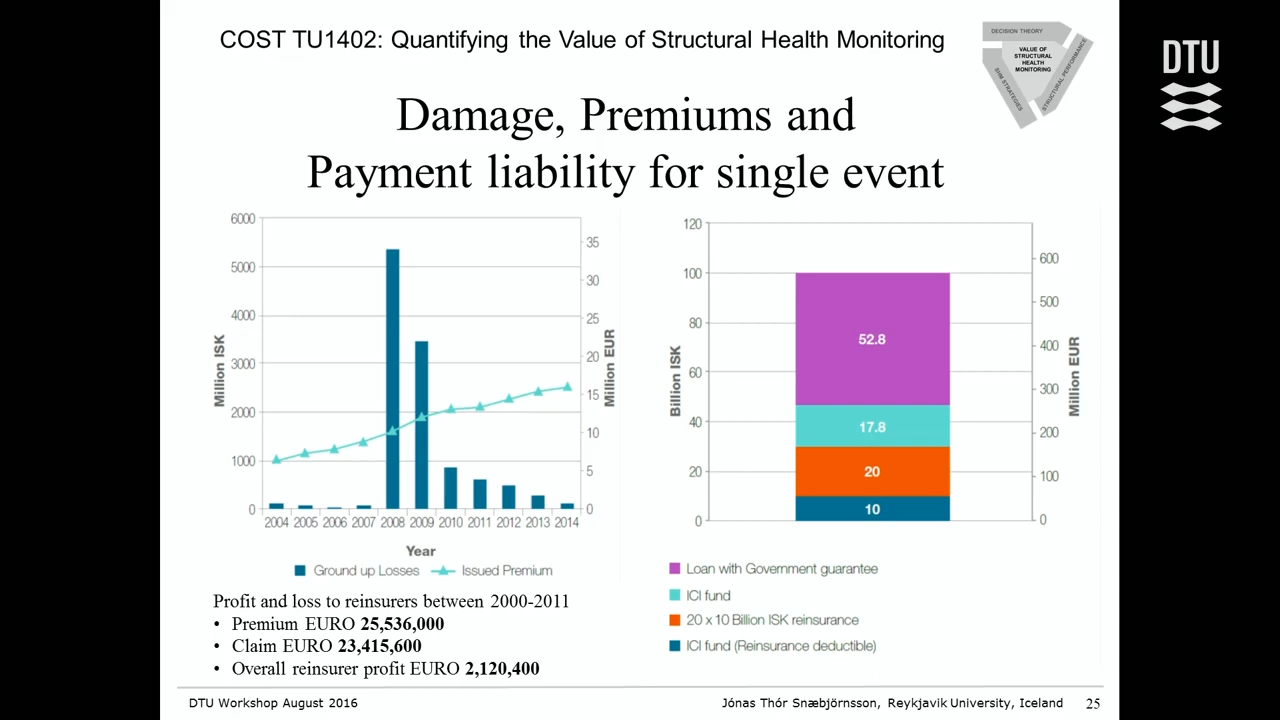 COST TU1402: Quantifying the Value of Structural Health Monitoring
DECISION THEORY
VALUE OF
STRUCTURAL
HEALTH
MONITORING
SHM STRATEGIES
STRUCTURAL PERFORMANCE
DTU
Damage, Premiums and
Payment liability for single event
6000
5000
4000
3000
2000
1000
0
Million ISK
35
30
25
20
15
10
5
0
Million EUR
2004 2005 2006 2007 2008 2009 2010 2011 2012 2013 2014
Year
Ground up Losses Issued Premium
120
100
80
60
40
20
0
Billion ISK
52.8
17.8
20
10
600
500
400
300
200
100
0
Million EUR
Loan with Government guarantee
ICI fund
20 x 10 Billion ISK reinsurance
ICI fund (Reinsurance deductible)
Profit and loss to reinsurers between 2000-2011
• Premium EURO 25,536,000
• Claim EURO 23,415,600
• Overall reinsurer profit EURO 2,120,400
DTU Workshop August 2016
Jónas Thór Snæbjörnsson, Reykjavik University, Iceland 25